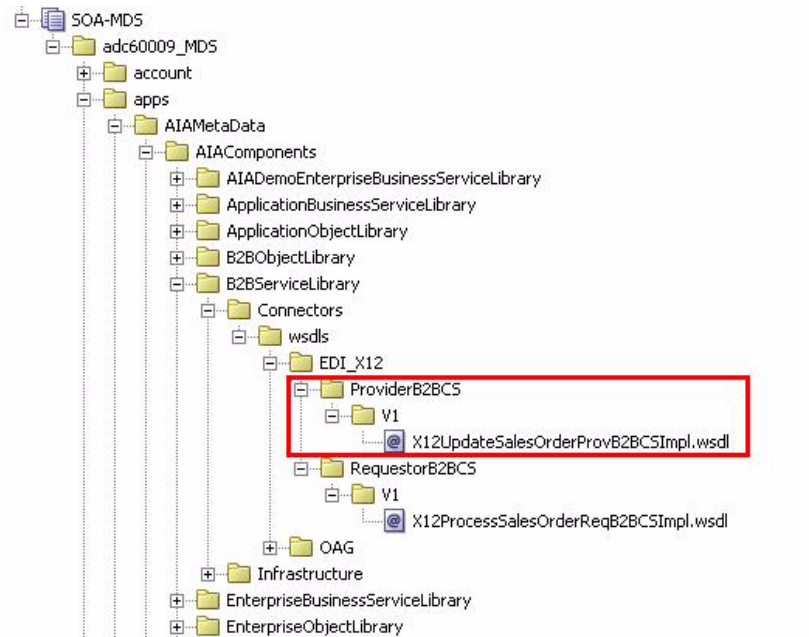 SOA-MDS
adc60009_MDS
account
apps
AIAMetaData
AIAComponents
AIADemoEnterpriseBusinessServiceLibrary
ApplicationBusinessServiceLibrary
ApplicationObjectLibrary
B2BObjectLibrary
B2BServiceLibrary
Connectors
wsdls
EDI_X12
ProviderB2BCS
V1
X12UpdateSalesOrderProvB2BCSImpl.wsdl
RequestorB2BCS
V1
X12ProcessSalesOrderReqB2BCSImpl.wsdl
OAG
Infrastructure
EnterpriseBusinessServiceLibrary
EnterpriseObjectLibrary